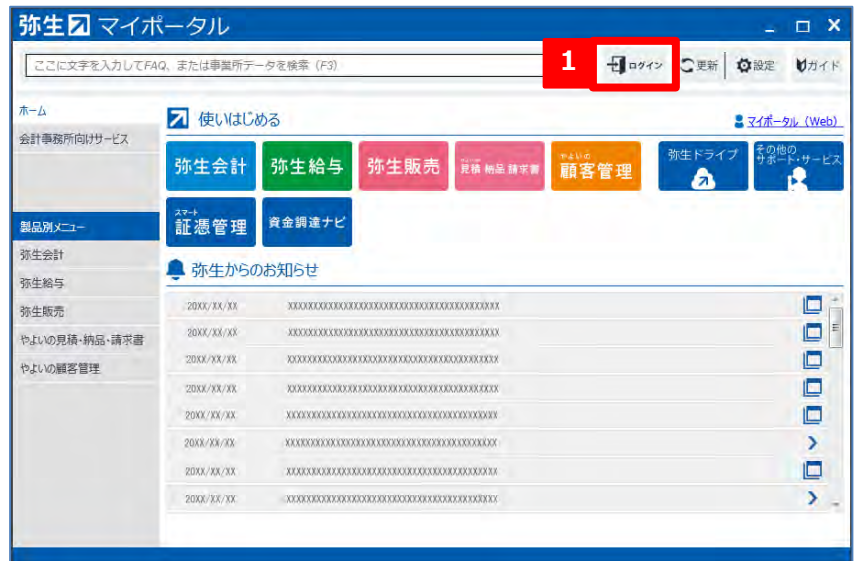 弥生 マイポータル
ここに文字を入力してFAQ、または事業所データを検索（F3）
1
ログイン
更新
設定
ガイド
ホーム
会計事務所向けサービス
製品別メニュー
弥生会計
弥生給与
弥生販売
やよいの見積・納品・請求書
やよいの顧客管理
使いはじめる
マイポータル（Web）
弥生会計
弥生給与
弥生販売
見積 納品 請求書
やよいの
顧客管理
弥生ドライブ
その他の
サポート・サービス
スマート
証憑管理
資金調達ナビ
弥生からのお知らせ
20XX/XX/XX
20XX/XX/XX
20XX/XX/XX
20XX/XX/XX
20XX/XX/XX
20XX/XX/XX
20XX/XX/XX
20XX/XX/XX